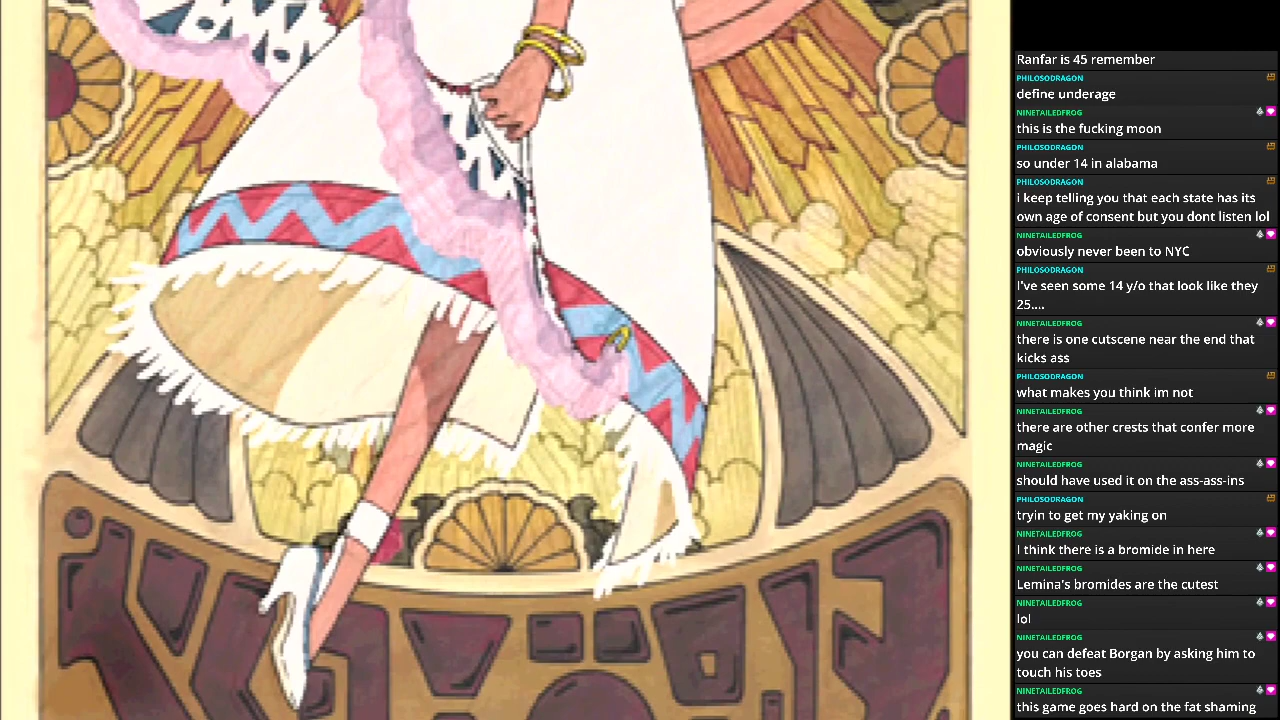 Ranfar is 45 remember
PHILOSODRAGON
define underage
NINETAILEDFROG
this is the fucking moon
PHILOSODRAGON
so under 14 in alabama
PHILOSODRAGON
i keep telling you that each state has its
own age of consent but you dont listen lol
NINETAILEDFROG
obviously never been to NYC
PHILOSODRAGON
I've seen some 14 y/o that look like they
25....
NINETAILEDFROG
there is one cutscene near the end that
kicks ass
PHILOSODRAGON
what makes you think im not
NINETAILEDFROG
there are other crests that confer more
magic
NINETAILEDFROG
should have used it on the ass-ass-ins
PHILOSODRAGON
tryin to get my yaking on
NINETAILEDFROG
I think there is a bromide in here
NINETAILEDFROG
Lemina's bromides are the cutest
NINETAILEDFROG
lol
NINETAILEDFROG
you can defeat Borgan by asking him to
touch his toes
NINETAILEDFROG
this game goes hard on the fat shaming